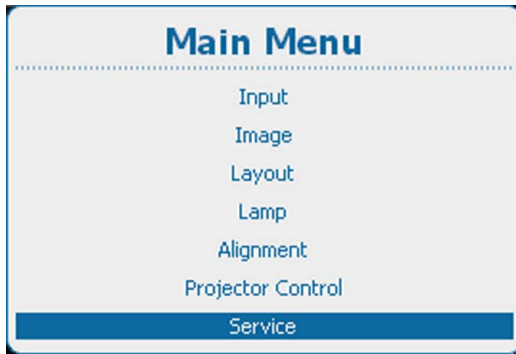 Main Menu
Input
Image
Layout
Lamp
Alignment
Projector Control
Service